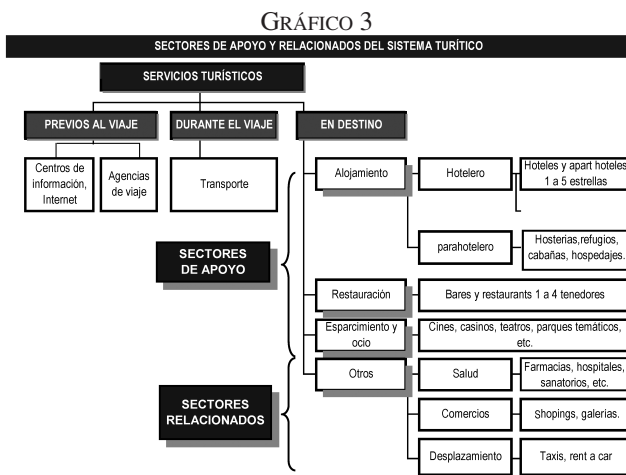 GRÁFICO 3
SECTORES DE APOYO Y RELACIONADOS DEL SISTEMA TURÍTICO
SERVICIOS TURÍSTICOS
PREVIOS AL VIAJE
DURANTE EL VIAJE
EN DESTINO
Centros de
información,
Internet
Agencias
de viaje
Transporte
Alojamiento
Hotelero
Hoteles y apart hoteles
1 a 5 estrellas
SECTORES
DE APOYO
parahotelero
Hosterias,refugios,
cabañas, hospedajes.
Restauración
Bares y restaurants 1 a 4 tenedores
Esparcimiento y
ocio
Cines, casinos, teatros, parques temáticos,
etc.
Otros
Salud
Farmacias, hospitales,
sanatorios, etc.
SECTORES
RELACIONADOS
Comercios
Shopings, galerias.
Desplazamiento
Taxis, rent a car